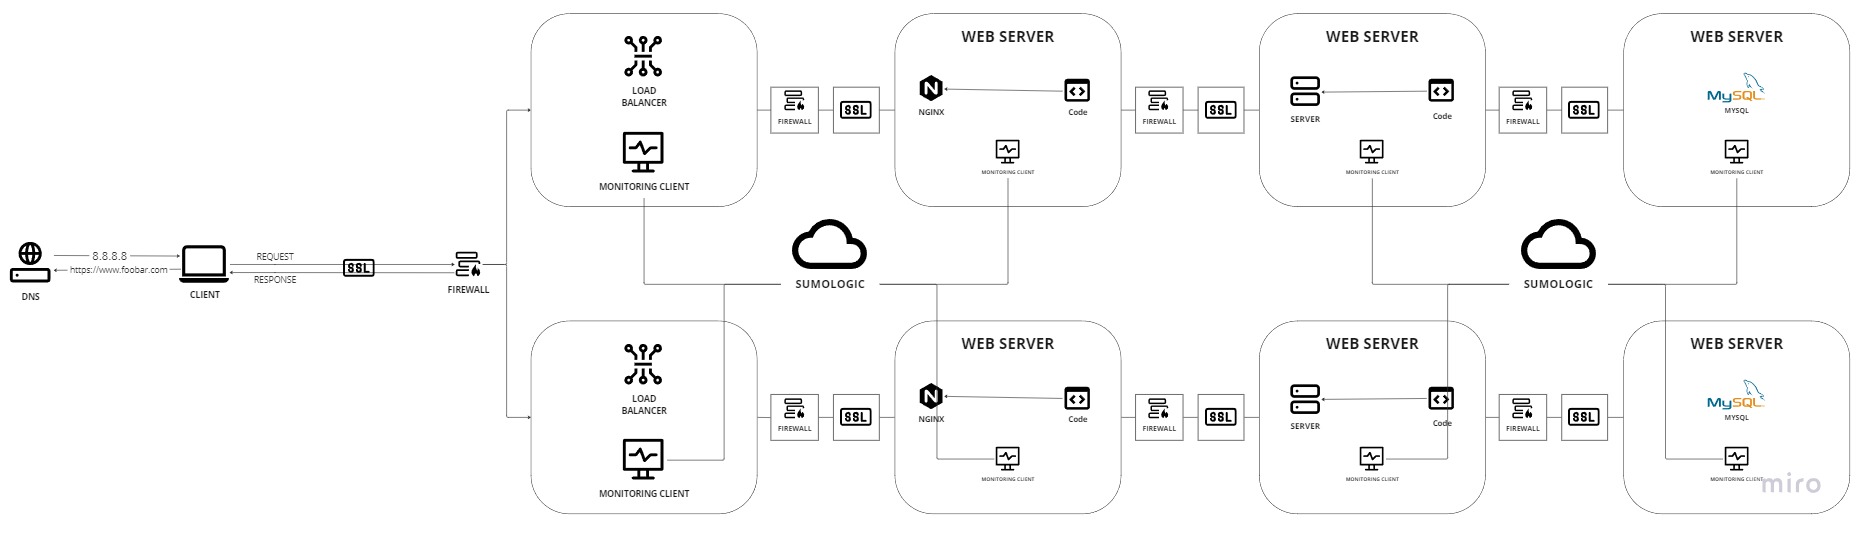 DNS
8.8.8.8
https://www.foobar.com
CLIENT
REQUEST
RESPONSE
SSL
FIREWALL
LOAD
BALANCER
MONITORING CLIENT
FIREWALL
SSL
WEB SERVER
NGINX
Code
MONITORING CLIENT
FIREWALL
SSL
WEB SERVER
SERVER
Code
MONITORING CLIENT
FIREWALL
SSL
WEB SERVER
MySQL
MYSQL
MONITORING CLIENT
SUMOLOGIC
SUMOLOGIC
LOAD
BALANCER
MONITORING CLIENT
FIREWALL
SSL
WEB SERVER
NGINX
Code
MONITORING CLIENT
FIREWALL
SSL
WEB SERVER
SERVER
Code
MONITORING CLIENT
FIREWALL
SSL
WEB SERVER
MySQL
MYSQL
MONITORING CLIENT
miro